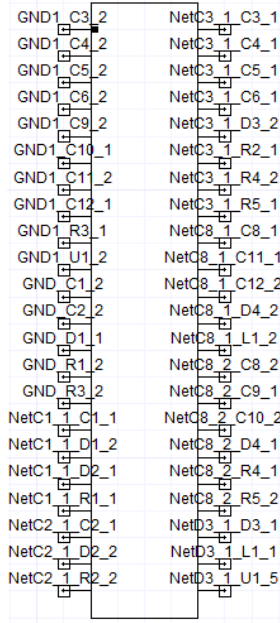 GND1_C3_2 NetC3_1_C3_1
GND1_C4_2 NetC3_1_C4_1
GND1_C5_2 NetC3_1_C5_1
GND1_C6_2 NetC3_1_C6_1
GND1_C9_2 NetC3_1_D3_2
GND1_C10_1 NetC3_1_R2_1
GND1_C11_2 NetC3_1_R4_2
GND1_C12_1 NetC3_1_R5_1
GND1_R3_1 NetC8_1_C8_1
GND1_U1_2 NetC8_1_C11_1
GND_C1_2 NetC8_1_C12_2
GND_C2_2 NetC8_1_D4_2
GND_D1_1 NetC8_1_L1_2
GND_R1_2 NetC8_2_C8_2
GND_R3_2 NetC8_2_C9_1
NetC1_1_C1_1 NetC8_2_C10_2
NetC1_1_D1_2 NetC8_2_D4_1
NetC1_1_D2_1 NetC8_2_R4_1
NetC1_1_R1_1 NetC8_2_R5_2
NetC2_1_C2_1 NetD3_1_D3_1
NetC2_1_D2_2 NetD3_1_L1_1
NetC2_1_R2_2 NetD3_1_U1_5